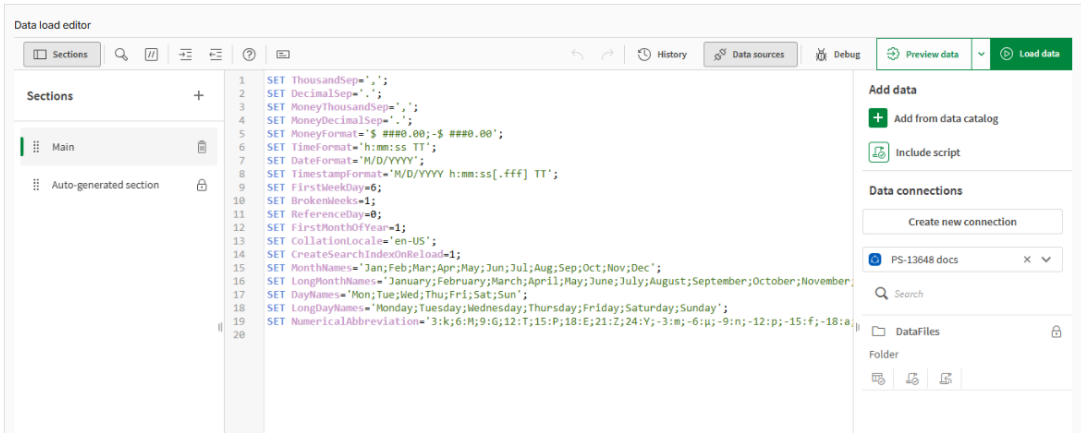 Data load editor
Sections
History
Data sources
Debug
Preview data
Load data
Sections
Main
Auto-generated section
1 SET ThousandSep=',';
2 SET DecimalSep='.';
3 SET MoneyThousandSep=',';
4 SET MoneyDecimalSep='.';
5 SET MoneyFormat='$ ###0.00;-$ ###0.00';
6 SET TimeFormat='h:mm:ss TT';
7 SET DateFormat='M/D/YYYY';
8 SET TimestampFormat='M/D/YYYY h:mm:ss[.fff] TT';
9 SET FirstWeekDay=6;
10 SET BrokenWeeks=1;
11 SET ReferenceDay=0;
12 SET FirstMonthOfYear=1;
13 SET CollationLocale='en-US';
14 SET CreateSearchIndexOnReload=1;
15 SET MonthNames='Jan;Feb;Mar;Apr;May;Jun;Jul;Aug;Sep;Oct;Nov;Dec';
16 SET LongMonthNames='January;February;March;April;May;June;July;August;September;October;November;
17 SET DayNames='Mon;Tue;Wed;Thu;Fri;Sat;Sun';
18 SET LongDayNames='Monday;Tuesday;Wednesday;Thursday;Friday;Saturday;Sunday';
19 SET NumericalAbbreviation='3:k;6:M;9:G;12:T;15:P;18:E;21:Z;24:Y;-3:m;-6:μ;-9:n;-12:p;-15:f;-18:a;
20
Add data
Add from data catalog
Include script
Data connections
Create new connection
PS-13648 docs
Search
DataFiles
Folder